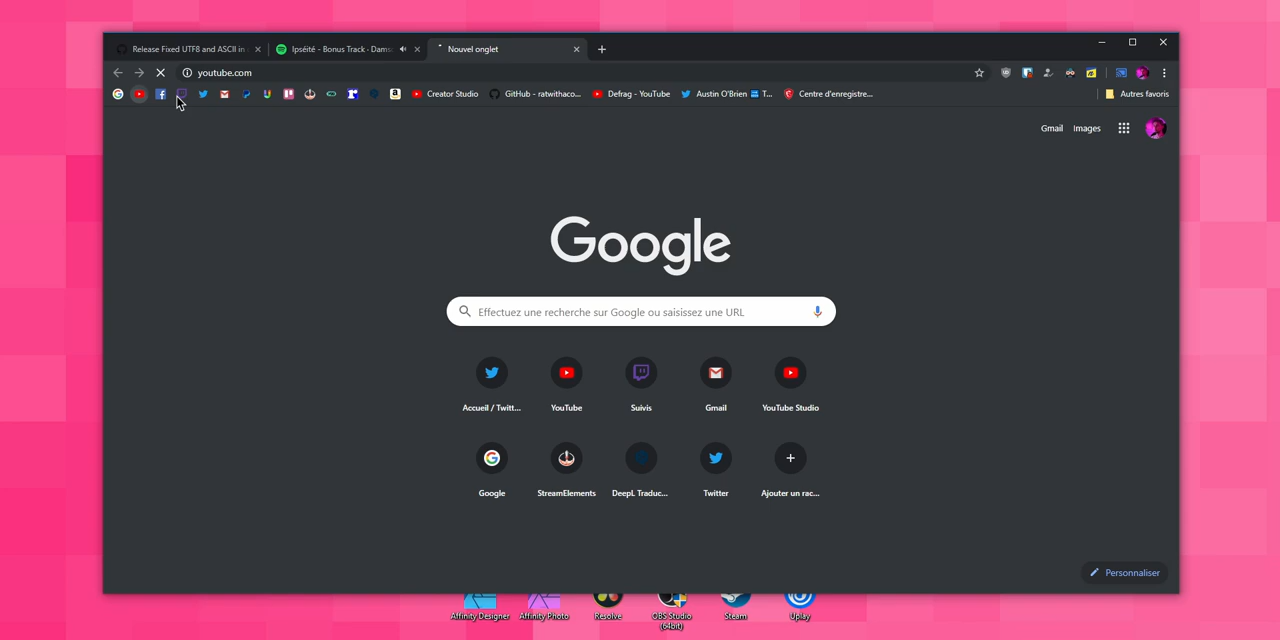 Release Fixed UTF8 and ASCII in
Ipséité - Bonus Track · Dams
Nouvel onglet
youtube.com
Creator Studio
GitHub - ratwithaco...
Defrag - YouTube
Austin O'Brien
T...
Centre d'enregistre...
Autres favoris
Gmail
Images
Google
Effectuez une recherche sur Google ou saisissez une URL
Accueil / Twitt...
YouTube
Suivis
Gmail
YouTube Studio
Google
StreamElements
DeepL Traduc...
Twitter
Ajouter un rac...
Personnaliser
Affinity Designer
Affinity Photo
Resolve
OBS Studio
(64bit)
Steam
Uplay